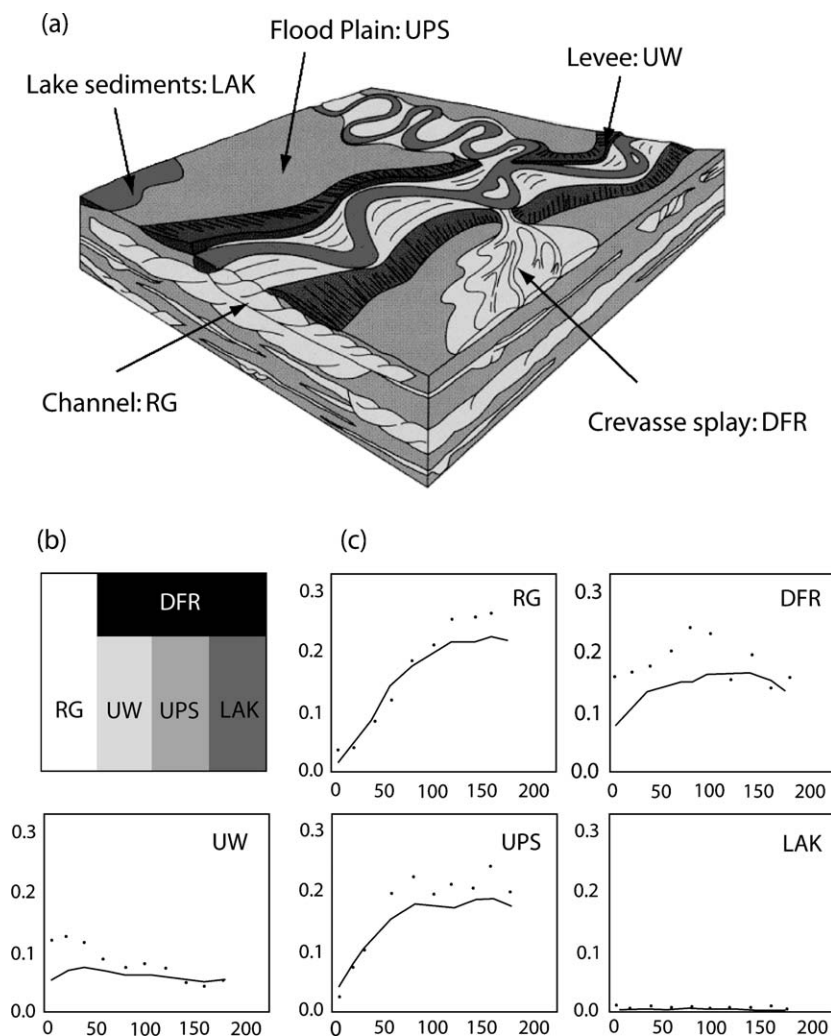 (a)
Flood Plain: UPS
Levee: UW
Lake sediments: LAK
Channel: RG
Crevasse splay: DFR
(b)
DFR
RG UW UPS LAK
(c)
RG
0.3
0.2
0.1
0.0
0 50 100 150 200
DFR
0.3
0.2
0.1
0.0
0 50 100 150 200
UW
0.3
0.2
0.1
0.0
0 50 100 150 200
UPS
0.3
0.2
0.1
0.0
0 50 100 150 200
LAK
0.3
0.2
0.1
0.0
0 50 100 150 200